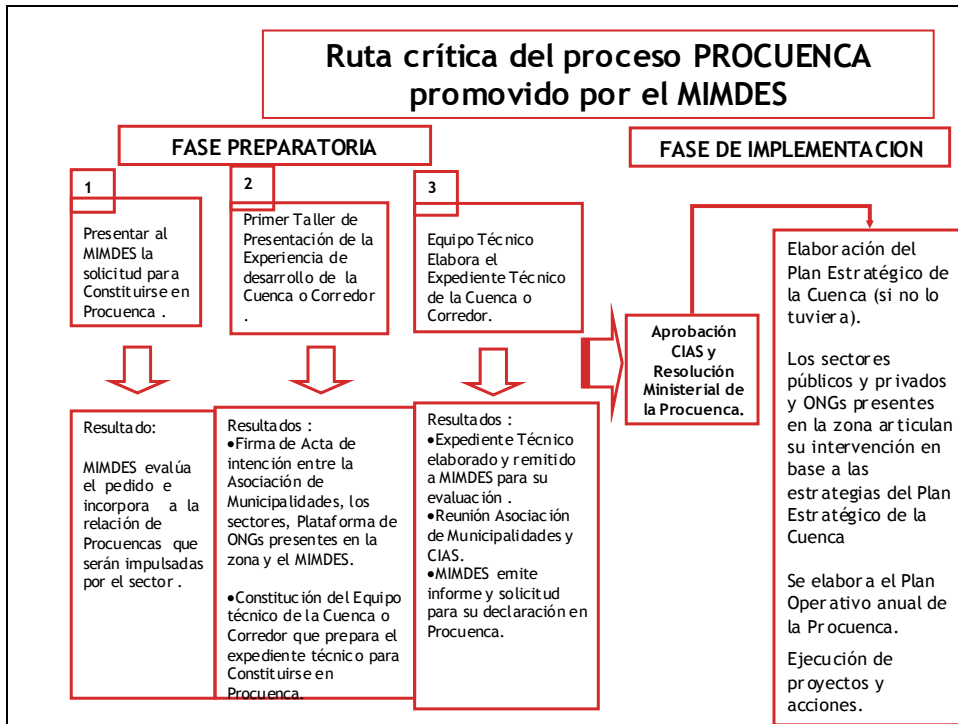 Ruta crítica del proceso PROCUENCA
promovido por el MIMDES
FASE PREPARATORIA
FASE DE IMPLEMENTACION
1
Presentar al
MIMDES la
solicitud para
Constituirse en
Procuenca .
2
Primer Taller de
Presentación de la
Experiencia de
desarrollo de la
Cuenca o Corredor
.
3
Equipo Técnico
Elabora el
Expediente Técnico
de la Cuenca o
Corredor.
Resultado:
MIMDES evalúa
el pedido e
incorpora a la
relación de
Procuencas que
serán impulsadas
por el sector .
Resultados :
•Firma de Acta de
intención entre la
Asociación de
Municipalidades, los
sectores, Plataforma de
ONGs presentes en la
zona y el MIMDES.
•Constitución del Equipo
técnico de la Cuenca o
Corredor que prepara el
expediente técnico para
Constituirse en
Procuenca.
Resultados :
•Expediente Técnico
elaborado y remitido
a MIMDES para su
evaluación .
•Reunión Asociación
de Municipalidades y
CIAS.
•MIMDES emite
informe y solicitud
para su declaración en
Procuenca.
Aprobación
CIAS y
Resolución
Ministerial de
la Procuenca.
Elaboración del
Plan Estratégico de
la Cuenca (si no lo
tuviera).
Los sectores
públicos y privados
y ONGs presentes
en la zona articulan
su intervención en
base a las
estrategias del Plan
Estratégico de la
Cuenca
Se elabora el Plan
Operativo anual de
la Procuenca.
Ejecución de
proyectos y
acciones.